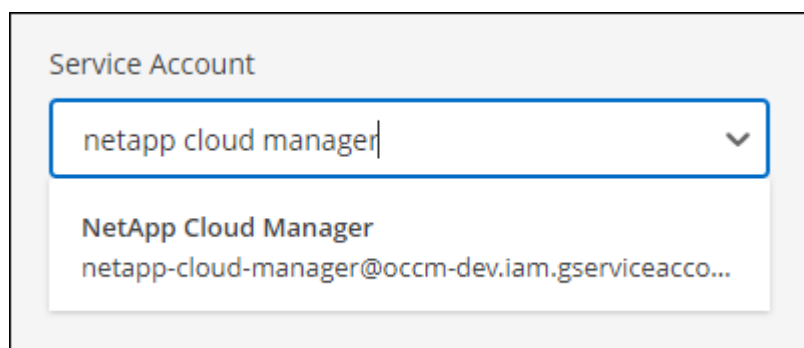 Service Account
netapp cloud manager
NetApp Cloud Manager
netapp-cloud-manager@occm-dev.iam.gserviceacco...